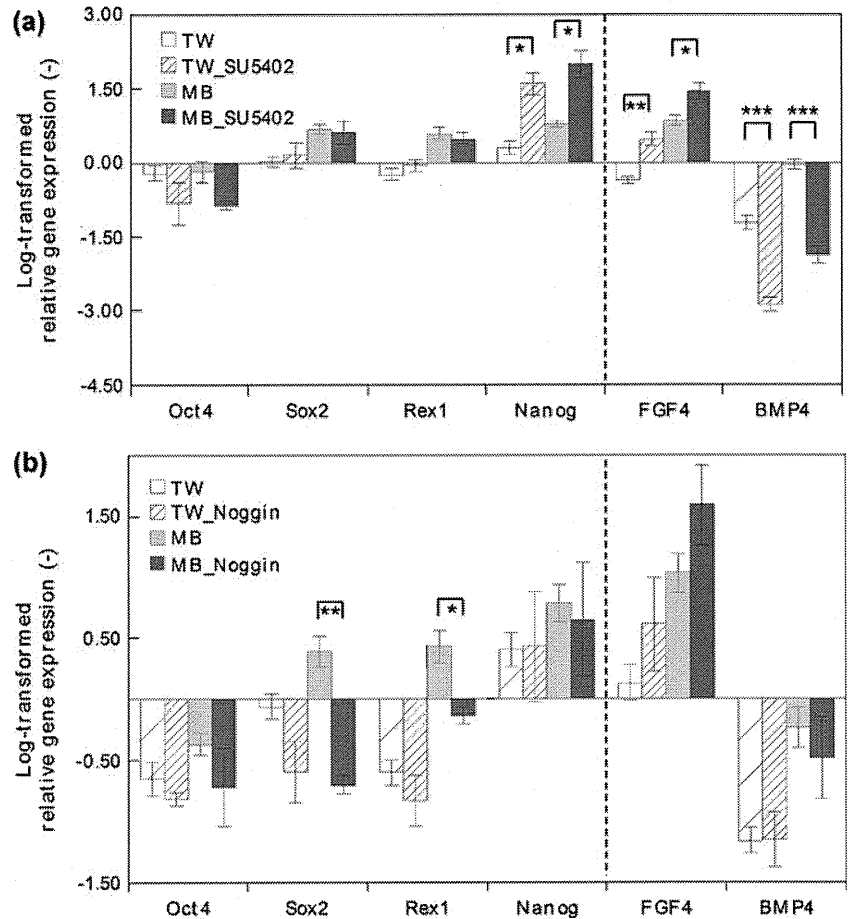 (a)
Log-transformed
relative gene expression (-)
3.00
1.50
0.00
-1.50
-3.00
-4.50
TW
TW_SU5402
MB
MB_SU5402
* * ** * *** ***
Oct4 Sox2 Rex1 Nanog FGF4 BMP4
(b)
Log-transformed
relative gene expression (-)
1.50
0.50
-0.50
-1.50
TW
TW_Noggin
MB
MB_Noggin
** *
Oct4 Sox2 Rex1 Nanog FGF4 BMP4